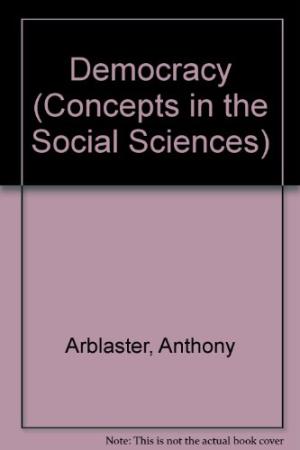 Democracy
(Concepts in the
Social Sciences)
Arblaster, Anthony
Note: This is not the actual book cover